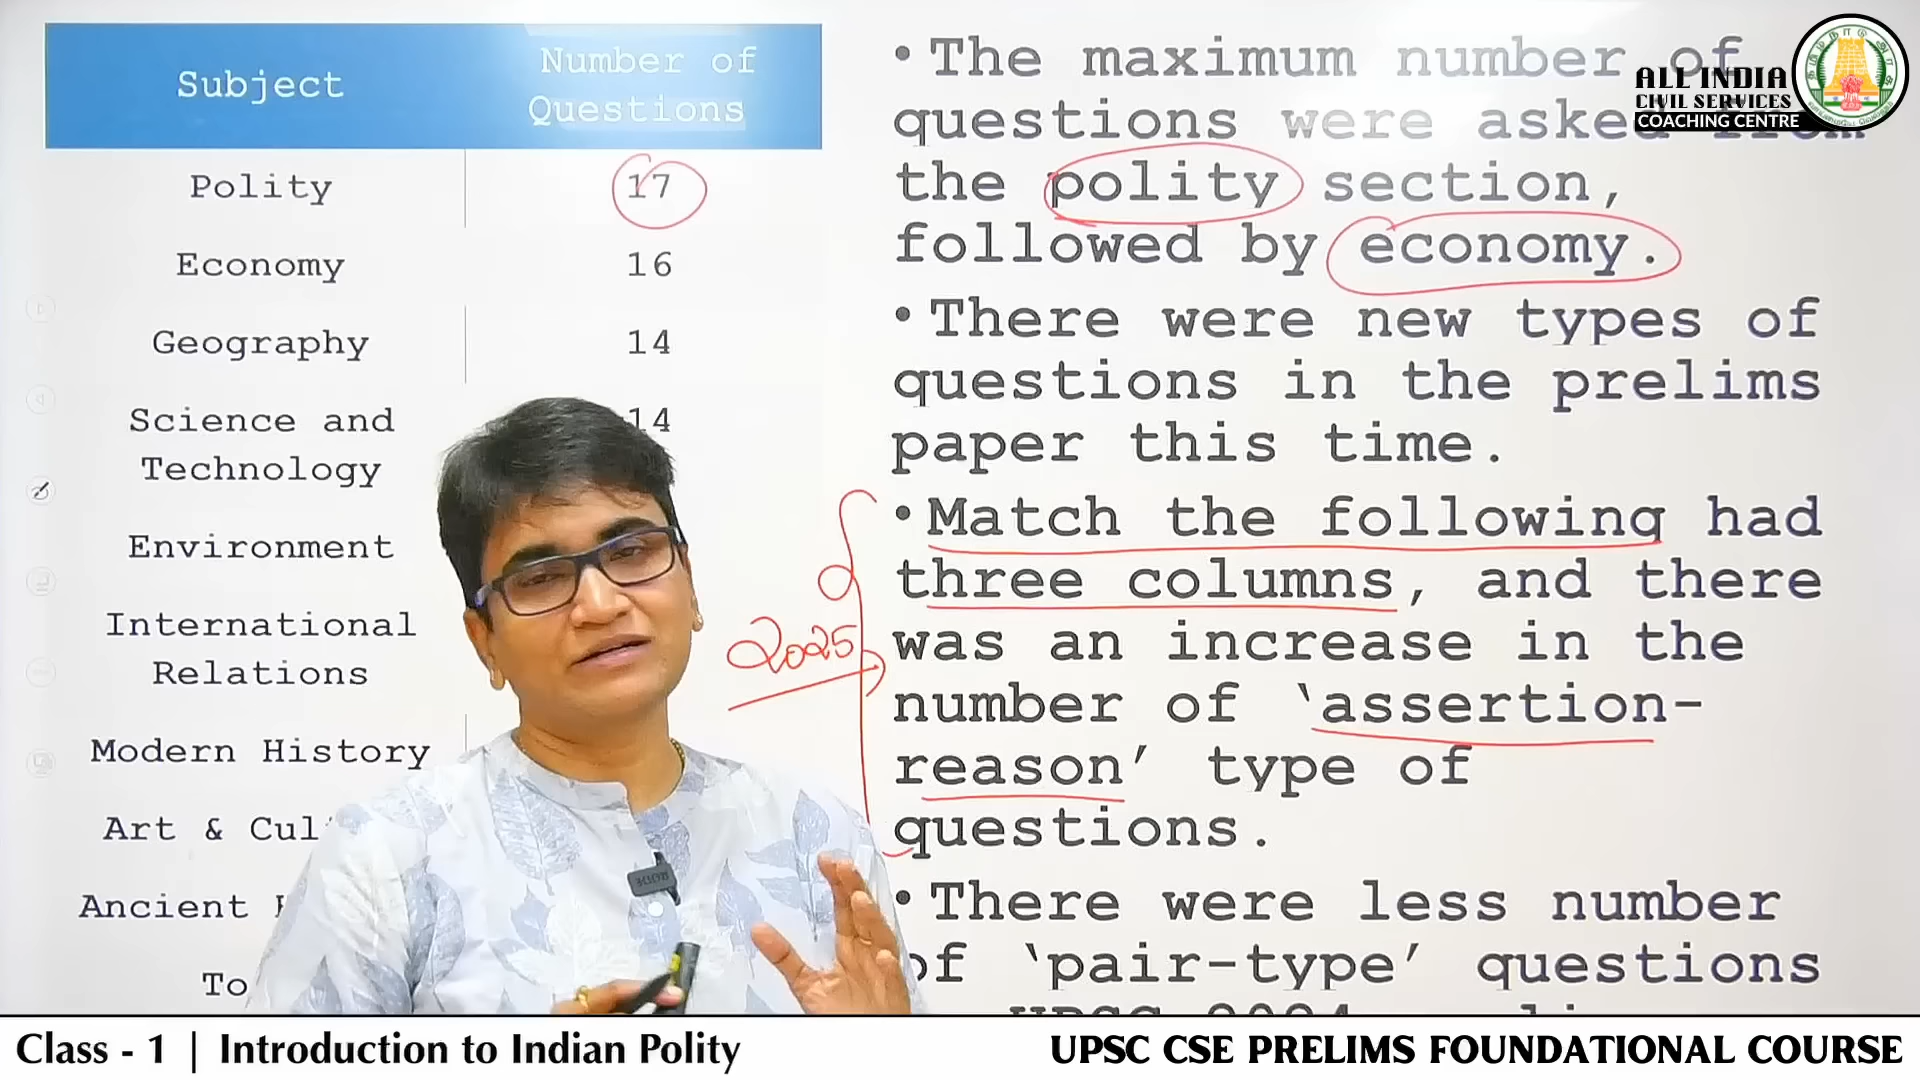 Subject
Number of
Questions
Polity
17
Economy
16
Geography
14
Science and
Technology
14
Environment
International
Relations
Modern History
Art & Cul
Ancient
To
• The maximum number of
questions were asked from
the polity section,
followed by economy.
• There were new types of
questions in the prelims
paper this time.
• Match the following had
three columns, and there
was an increase in the
number of ‘assertion-
reason’ type of
questions.
• There were less number
of ‘pair-type’ questions
2025
ALL INDIA
CIVIL SERVICES
COACHING CENTRE
Class - 1 | Introduction to Indian Polity
UPSC CSE PRELIMS FOUNDATIONAL COURSE